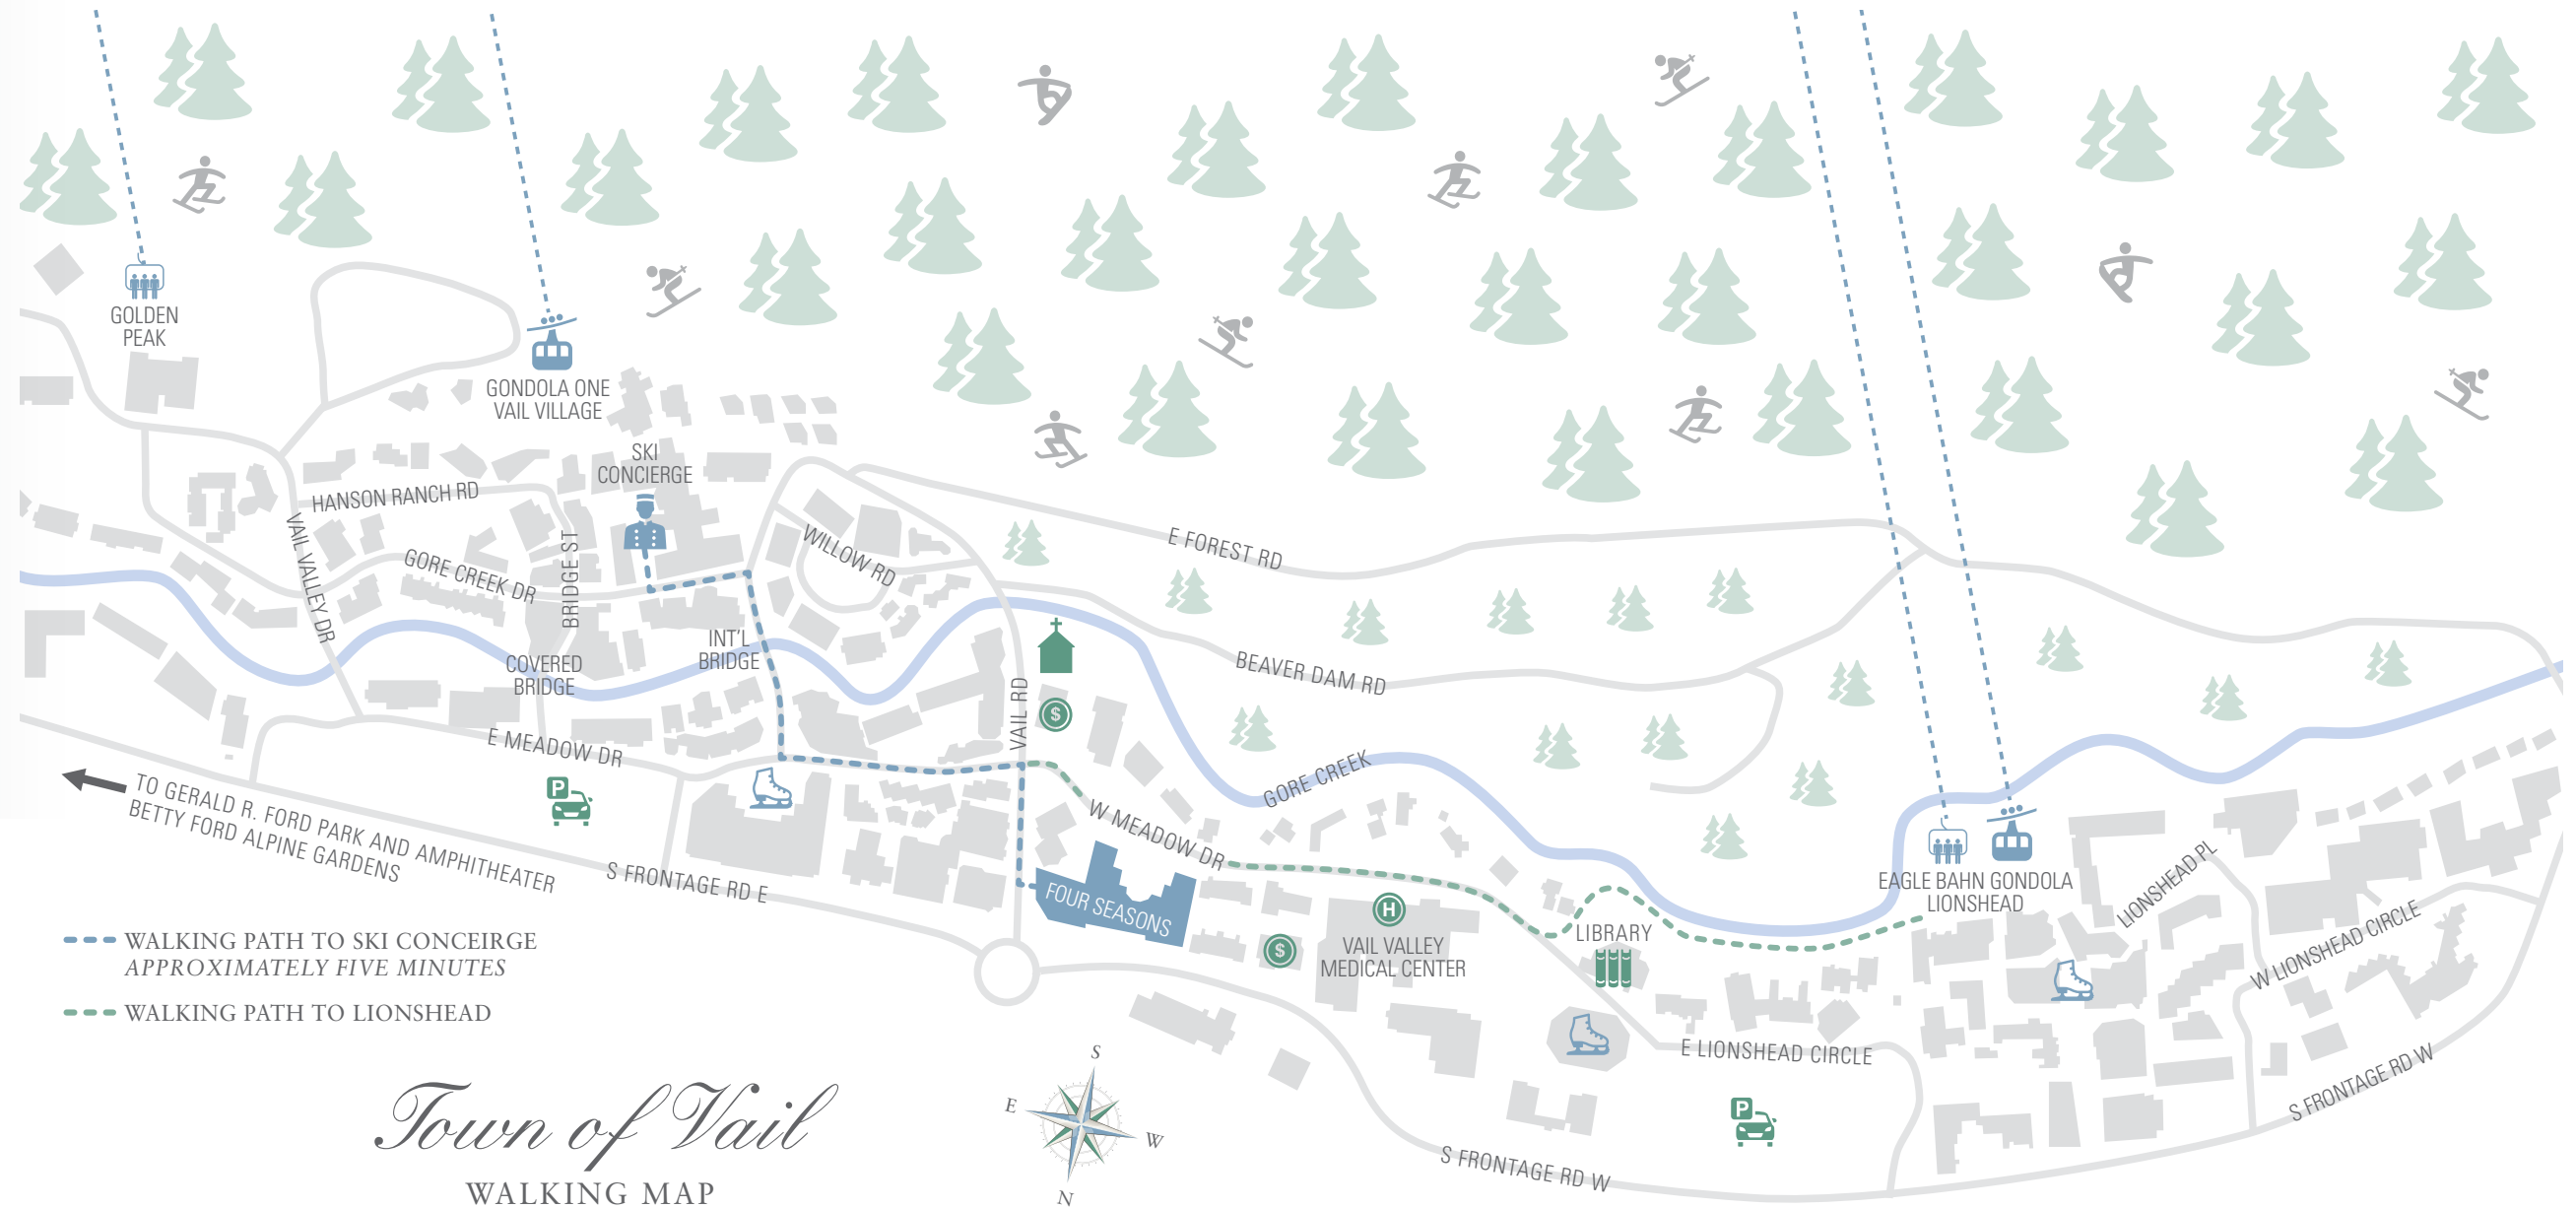 GOLDEN
PEAK
GONDOLA ONE
VAIL VILLAGE
SKI
CONCIERGE
HANSON RANCH RD
VAIL VALLEY DR
GORE CREEK DR
BRIDGE ST
WILLOW RD
E FOREST RD
INT'L
BRIDGE
COVERED
BRIDGE
BEAVER DAM RD
VAIL RD
$
E MEADOW DR
P
GORE CREEK
W MEADOW DR
TO GERALD R. FORD PARK AND AMPHITHEATER
BETTY FORD ALPINE GARDENS
S FRONTAGE RD E
FOUR SEASONS
H
VAIL VALLEY
MEDICAL CENTER
$
LIBRARY
EAGLE BAHN GONDOLA
LIONSHEAD
LIONSHEAD PL
W LIONSHEAD CIRCLE
E LIONSHEAD CIRCLE
P
S FRONTAGE RD W
S FRONTAGE RD W
WALKING PATH TO SKI CONCEIRGE
APPROXIMATELY FIVE MINUTES
WALKING PATH TO LIONSHEAD
S
E
W
N
Town of Vail
WALKING MAP